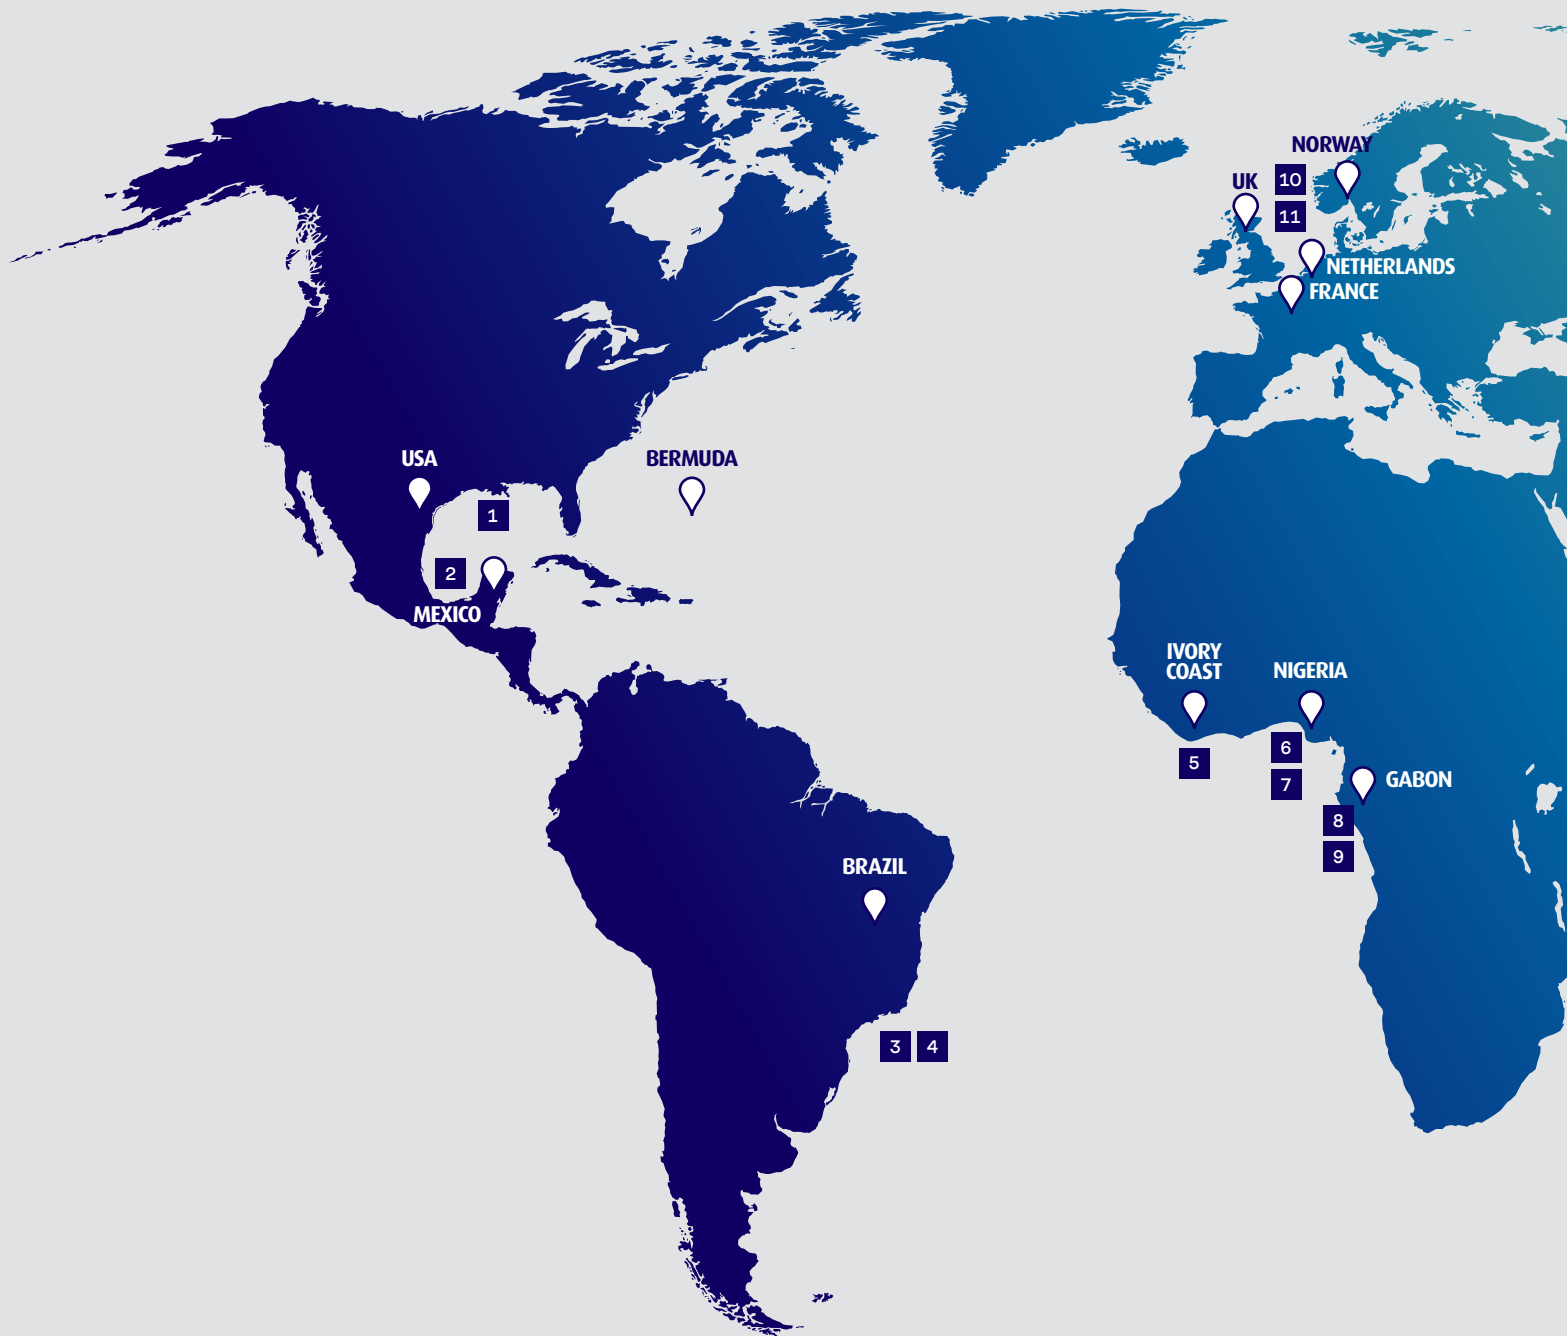 NORWAY
UK
10
11
NETHERLANDS
FRANCE
USA
BERMUDA
1
2
MEXICO
IVORY
COAST
NIGERIA
5
6
7
GABON
8
9
BRAZIL
3 4